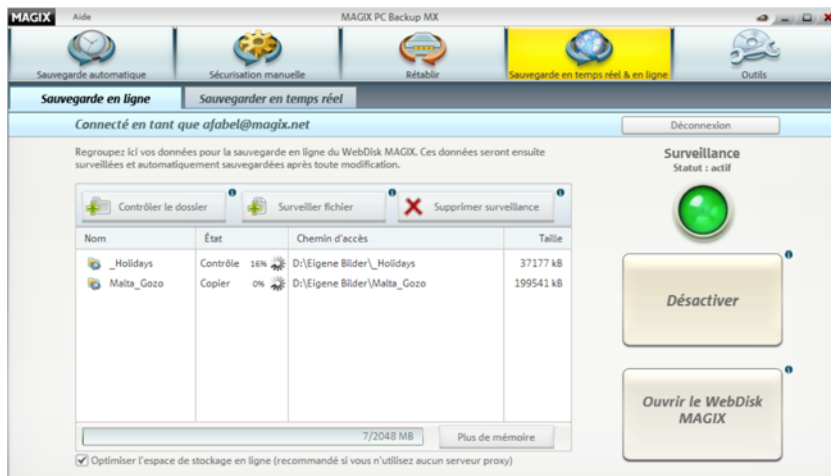 MAGIX Aide MAGIX PC Backup MX
Sauvegarde automatique Sécurisation manuelle Rétablir Sauvegarde en temps réel & en ligne Outils
Sauvegarde en ligne Sauvegarder en temps réel
Connecté en tant que afabel@magix.net Déconnexion
Regroupez ici vos données pour la sauvegarde en ligne du WebDisk MAGIX. Ces données seront ensuite
surveillées et automatiquement sauvegardées après toute modification.
Surveillance
Statut : actif
Contrôler le dossier Surveiller fichier Supprimer surveillance
Nom État Chemin d'accès Taille
_Holidays Contrôle 16% D:\Eigene Bilder\_Holidays 37177 kB
Malta_Gozo Copier 0% D:\Eigene Bilder\Malta_Gozo 199541 kB
Désactiver
Ouvrir le WebDisk
MAGIX
7/2048 MB Plus de mémoire
Optimiser l'espace de stockage en ligne (recommandé si vous n'utilisez aucun serveur proxy)